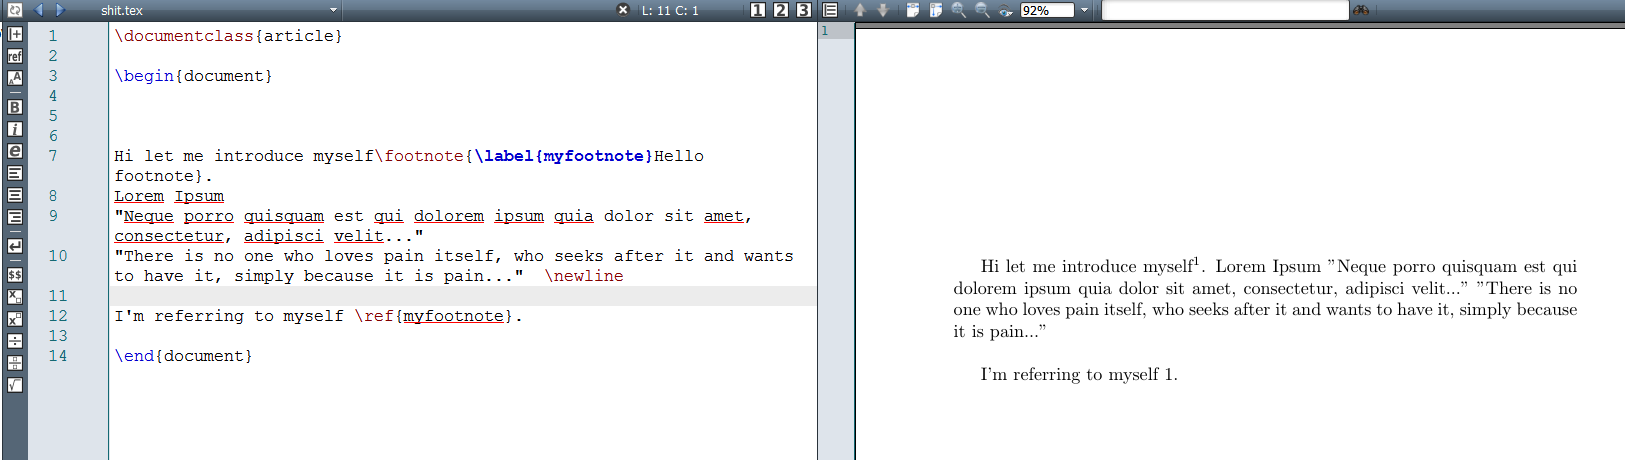 shit.tex
L: 11 C: 1
1 2 3
92%
ref
AA
B
i
e
$$
1 \documentclass{article}
2
3 \begin{document}
4
5
6
7 Hi let me introduce myself\footnote{\label{myfootnote}Hello
footnote}.
8 Lorem Ipsum
9 "Neque porro quisquam est qui dolorem ipsum quia dolor sit amet,
consectetur, adipisci velit..."
10 "There is no one who loves pain itself, who seeks after it and wants
to have it, simply because it is pain..." \newline
11
12 I'm referring to myself \ref{myfootnote}.
13
14 \end{document}
1
Hi let me introduce myself1. Lorem Ipsum ”Neque porro quisquam est qui
dolorem ipsum quia dolor sit amet, consectetur, adipisci velit...” ”There is no
one who loves pain itself, who seeks after it and wants to have it, simply because
it is pain...”
I’m referring to myself 1.